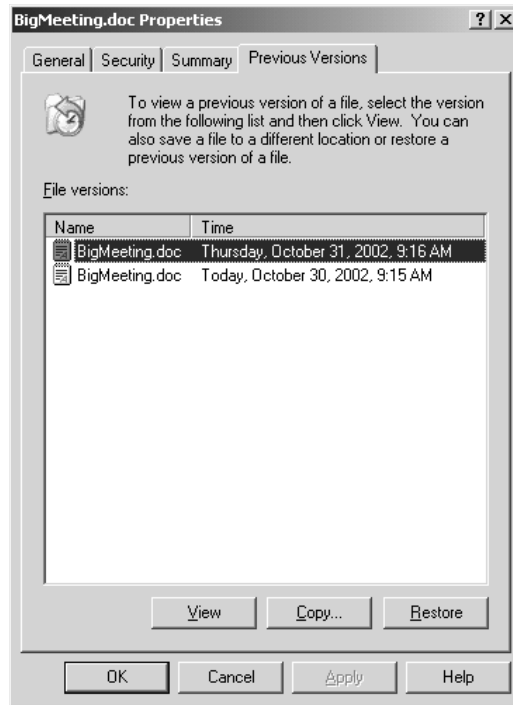 BigMeeting.doc Properties
? X
General Security Summary Previous Versions
To view a previous version of a file, select the version
from the following list and then click View. You can
also save a file to a different location or restore a
previous version of a file.
File versions:
Name Time
BigMeeting.doc Thursday, October 31, 2002, 9:16 AM
BigMeeting.doc Today, October 30, 2002, 9:15 AM
View Copy... Restore
OK Cancel Apply Help